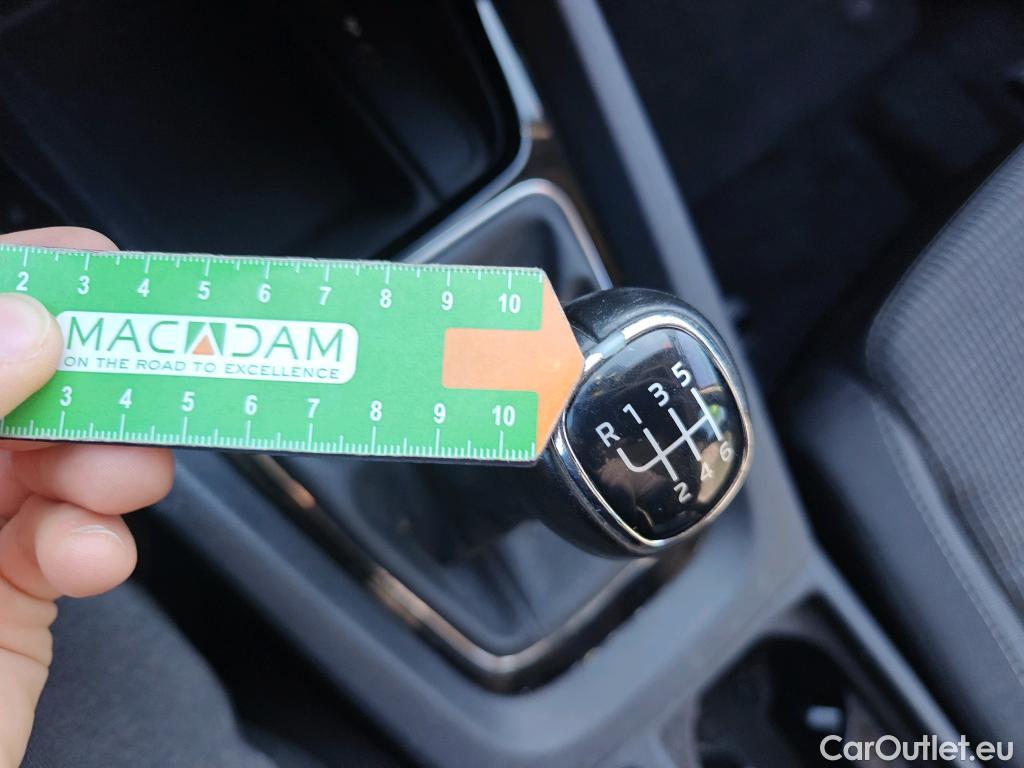 2 3 4 5 6 7 8 9 10
MACADAM
ON THE ROAD TO EXCELLENCE
3 4 5 6 7 8 9 10
R 1 3 5
2 4 6
CarOutlet.eu